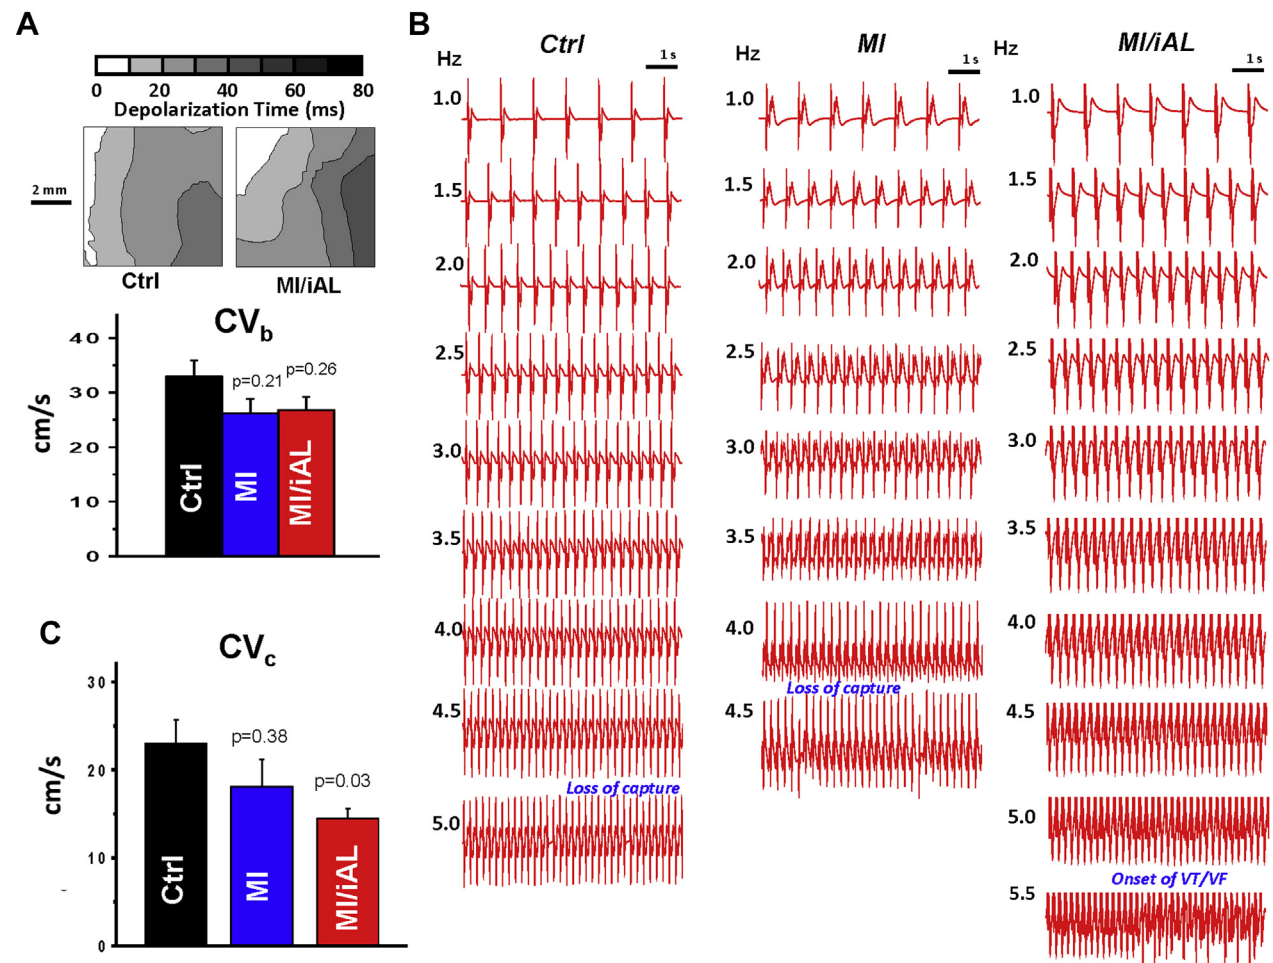 A
0 20 40 60 80
Depolarization Time (ms)
2 mm
Ctrl
MI/iAL
CVb
cm/s
40
30
20
10
0
p=0.21
p=0.26
Ctrl
MI
MI/iAL
C
CVc
cm/s
30
20
10
0
p=0.38
p=0.03
Ctrl
MI
MI/iAL
B
Ctrl
Hz
1 s
1.0
1.5
2.0
2.5
3.0
3.5
4.0
4.5
Loss of capture
5.0
MI
Hz
1 s
1.0
1.5
2.0
2.5
3.0
3.5
4.0
Loss of capture
4.5
MI/iAL
Hz
1 s
1.0
1.5
2.0
2.5
3.0
3.5
4.0
4.5
5.0
Onset of VT/VF
5.5